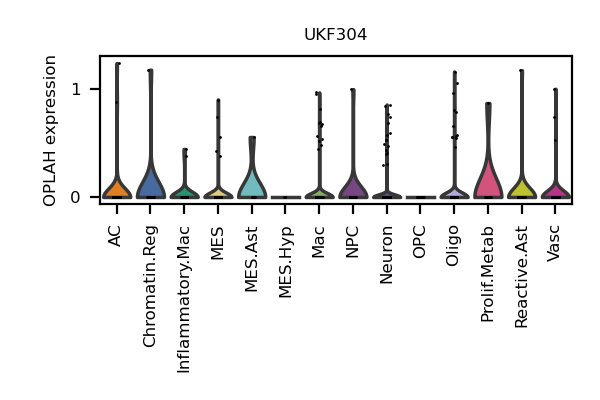 UKF304
OPLAH expression
1
0
AC
Chromatin.Reg
Inflammatory.Mac
MES
MES.Ast
MES.Hyp
Mac
NPC
Neuron
OPC
Oligo
Prolif.Metab
Reactive.Ast
Vasc